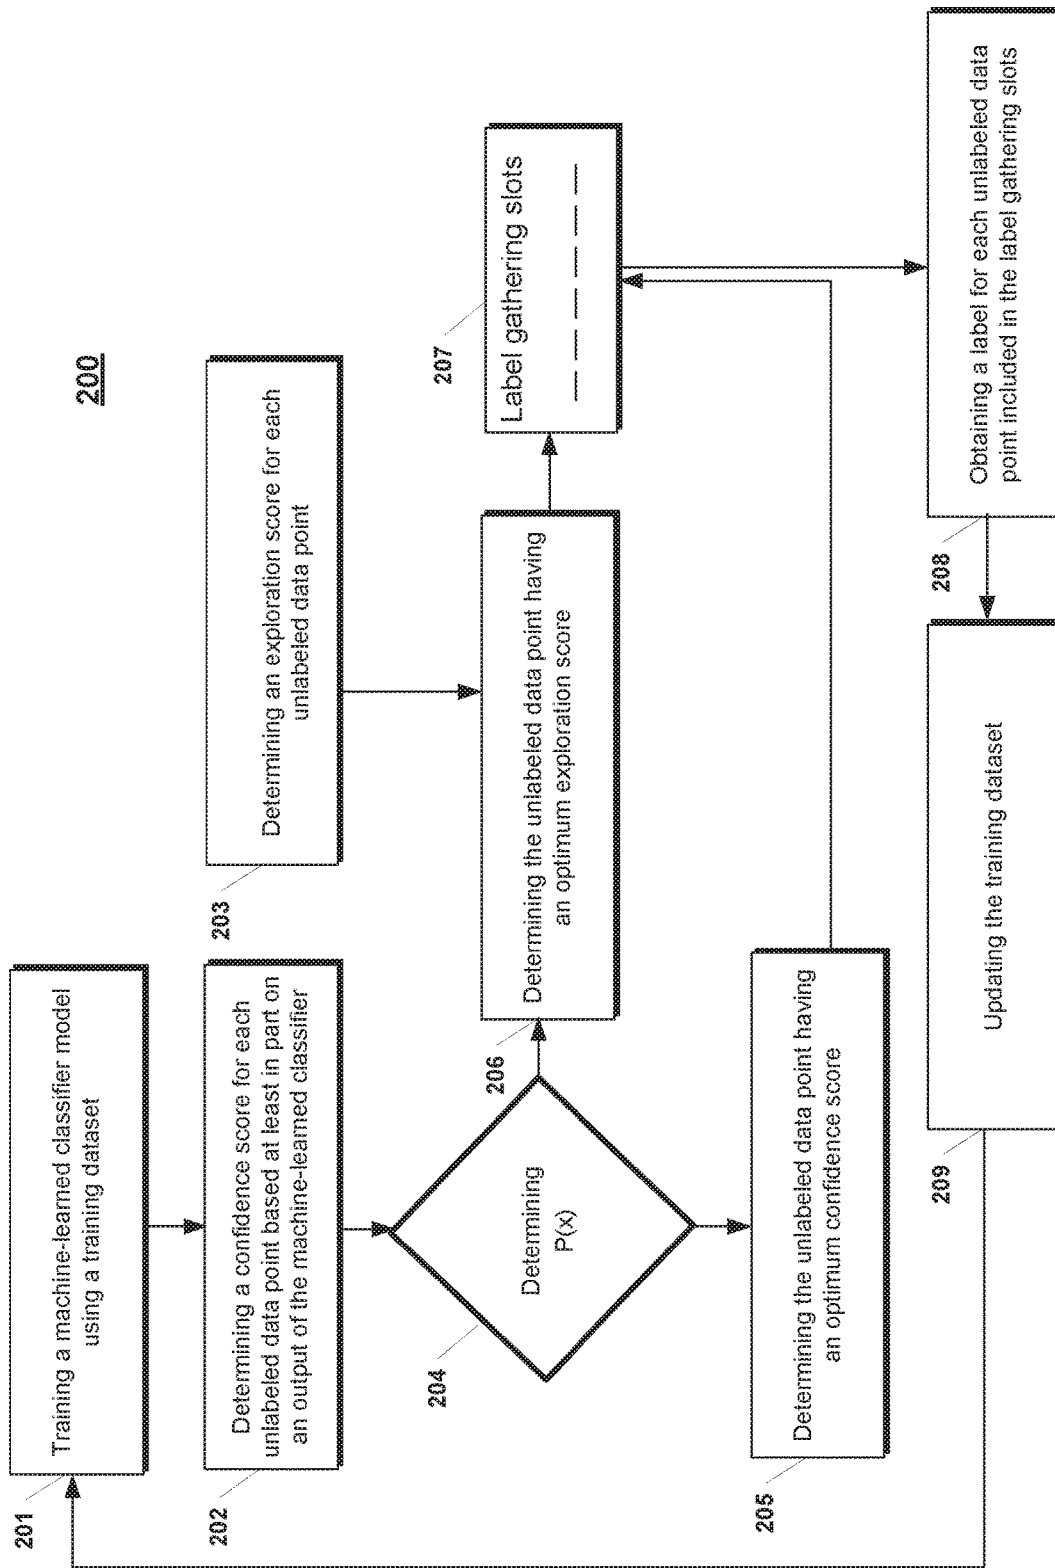 200
201
Training a machine-learned classifier model
using a training dataset
202
Determining a confidence score for each
unlabeled data point based at least in part on
an output of the machine-learned classifier
203
Determining an exploration score for each
unlabeled data point
204
Determining
P(x)
205
Determining the unlabeled data point having
an optimum confidence score
206
Determining the unlabeled data point having
an optimum exploration score
207
Label gathering slots
208
Obtaining a label for each unlabeled data
point included in the label gathering slots
209
Updating the training dataset